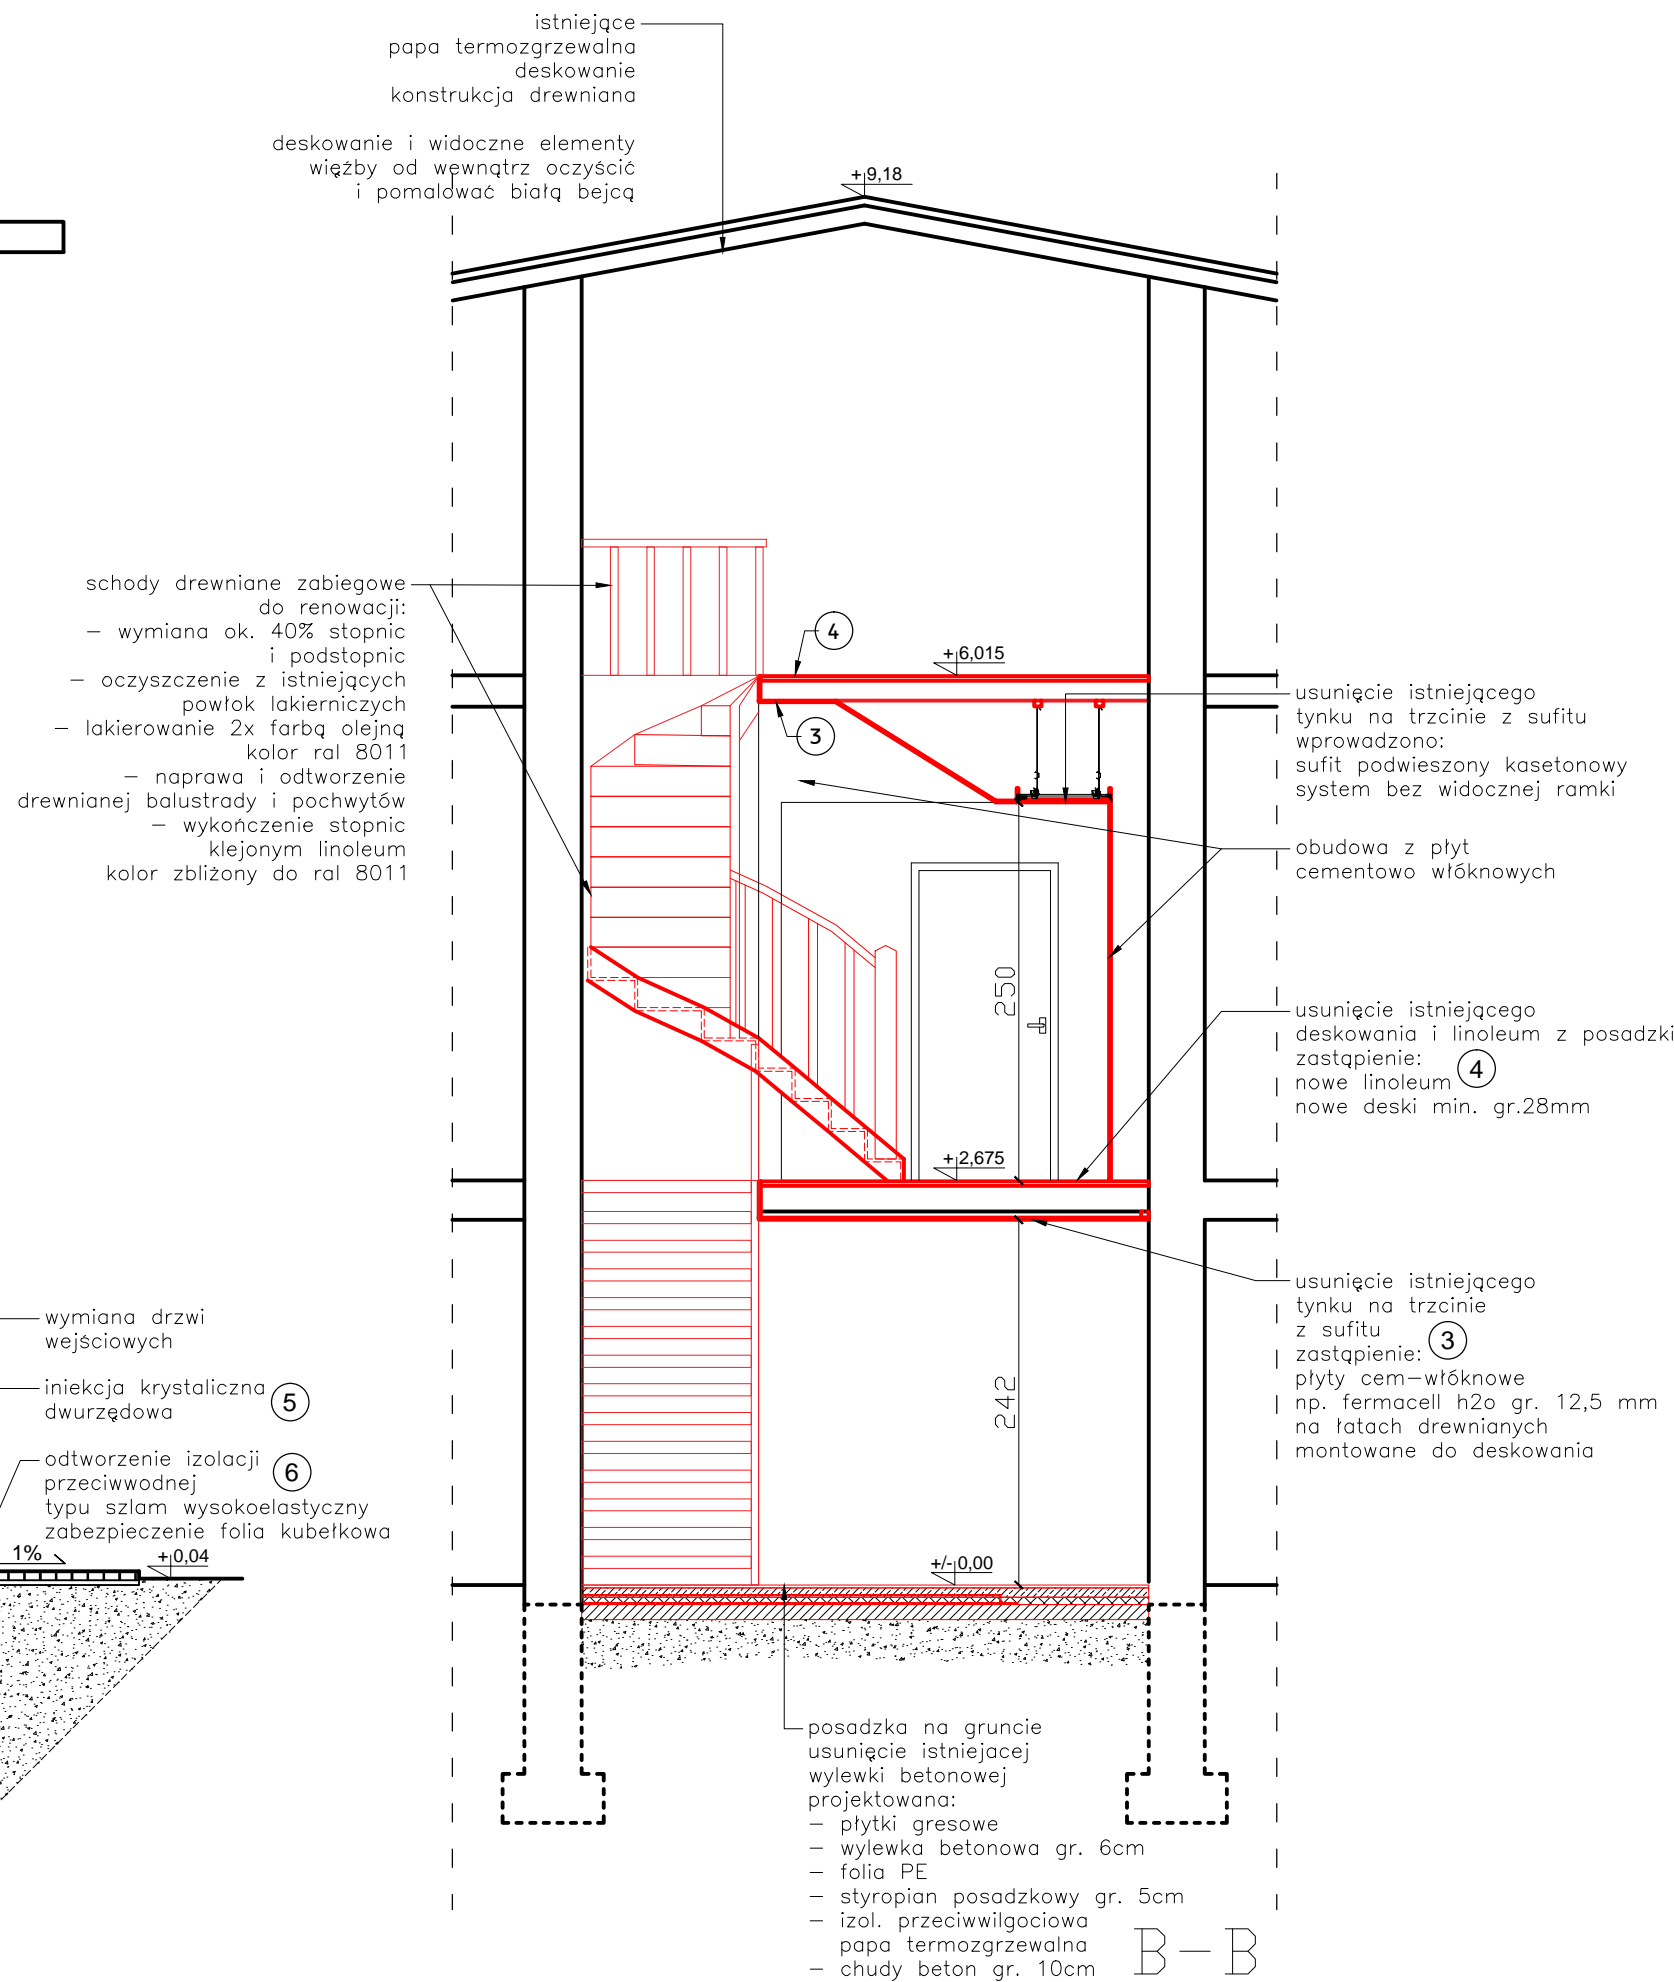 istniejące
papa termozgrzewalna
deskowanie
konstrukcja drewniana
deskowanie i widoczne elementy
więźby od wewnątrz oczyścić
i pomalować białą bejcą
+9,18
schody drewniane zabiegowe
do renowacji:
– wymiana ok. 40% stopnic
i podstopnic
– oczyszczenie z istniejących
powłok lakierniczych
– lakierowanie 2x farbą olejną
kolor ral 8011
– naprawa i odtworzenie
drewnianej balustrady i pochwytów
– wykończenie stopnic
klejonym linoleum
kolor zbliżony do ral 8011
4
+6,015
3
usunięcie istniejącego
tynku na trzcinie z sufitu
wprowadzono:
sufit podwieszony kasetonowy
system bez widocznej ramki
obudowa z płyt
cementowo włóknowych
250
usunięcie istniejącego
deskowania i linoleum z posadzki
zastąpienie:
nowe linoleum 4
nowe deski min. gr.28mm
+2,675
usunięcie istniejącego
tynku na trzcinie
z sufitu
zastąpienie: 3
płyty cem–włóknowe
np. fermacell h2o gr. 12,5 mm
na łatach drewnianych
montowane do deskowania
242
wymiana drzwi
wejściowych
iniekcja krystaliczna 5
dwurzędowa
odtworzenie izolacji 6
przeciwwodnej
typu szlam wysokoelastyczny
zabezpieczenie folia kubełkowa
1%
+0,04
+/-0,00
posadzka na gruncie
usunięcie istniejacej
wylewki betonowej
projektowana:
– płytki gresowe
– wylewka betonowa gr. 6cm
– folia PE
– styropian posadzkowy gr. 5cm
– izol. przeciwwilgociowa
papa termozgrzewalna
– chudy beton gr. 10cm
B–B